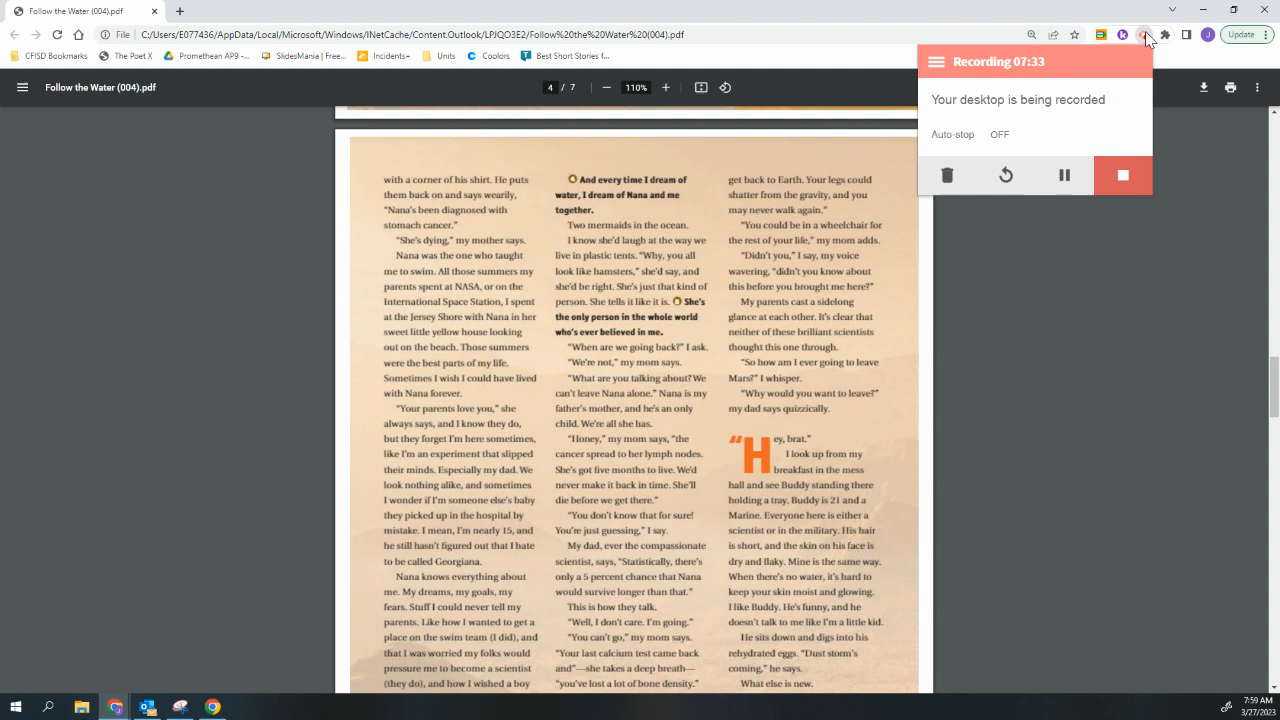 Follow the Water (004).pdf
File
C:/Users/E077436/AppData/Local/Microsoft/Windows/INetCache/Content.Outlook/LPJQO3E2/Follow%20the%20Water%20(004).pdf
Update
CFISD Bookmarks
The Poet X
Promethean APP -...
SlidesMania | Free...
Incidents+
Units
Coolors
Best Short Stories f...
Recording 07:33
Your desktop is being recorded
Auto-stop OFF
Follow the Water (004).pdf
4 / 7
110%
with a corner of his shirt. He puts
them back on and says wearily,
"Nana's been diagnosed with
stomach cancer."
"She's dying," my mother says.
Nana was the one who taught
me to swim. All those summers my
parents spent at NASA, or on the
International Space Station, I spent
at the Jersey Shore with Nana in her
sweet little yellow house looking
out on the beach. Those summers
were the best parts of my life.
Sometimes I wish I could have lived
with Nana forever.
"Your parents love you," she
always says, and I know they do,
but they forget I'm here sometimes,
like I'm an experiment that slipped
their minds. Especially my dad. We
look nothing alike, and sometimes
I wonder if I'm someone else's baby
they picked up in the hospital by
mistake. I mean, I'm nearly 15, and
he still hasn't figured out that I hate
to be called Georgiana.
Nana knows everything about
me. My dreams, my goals, my
fears. Stuff I could never tell my
parents. Like how I wanted to get a
place on the swim team (I did), and
that I was worried my folks would
pressure me to become a scientist
(they do), and how I wished a boy
And every time I dream of
water, I dream of Nana and me
together.
Two mermaids in the ocean.
I know she'd laugh at the way we
live in plastic tents. "Why, you all
look like hamsters," she'd say, and
she'd be right. She's just that kind of
person. She tells it like it is. She's
the only person in the whole world
who's ever believed in me.
"When are we going back?" I ask.
"We're not," my mom says.
"What are you talking about? We
can't leave Nana alone." Nana is my
father's mother, and he's an only
child. We're all she has.
"Honey," my mom says, "the
cancer spread to her lymph nodes.
She's got five months to live. We'd
never make it back in time. She'll
die before we get there."
"You don't know that for sure!
You're just guessing," I say.
My dad, ever the compassionate
scientist, says, "Statistically, there's
only a 5 percent chance that Nana
would survive longer than that."
This is how they talk.
"Well, I don't care. I'm going."
"You can't go," my mom says.
"Your last calcium test came back
and"—she takes a deep breath—
"you've lost a lot of bone density."
get back to Earth. Your legs could
shatter from the gravity, and you
may never walk again."
"You could be in a wheelchair for
the rest of your life," my mom adds.
"Didn't you," I say, my voice
wavering, "didn't you know about
this before you brought me here?"
My parents cast a sidelong
glance at each other. It's clear that
neither of these brilliant scientists
thought this one through.
"So how am I ever going to leave
Mars?" I whisper.
"Why would you want to leave?"
my dad says quizzically.
"Hey, brat."
I look up from my
breakfast in the mess
hall and see Buddy standing there
holding a tray. Buddy is 21 and a
Marine. Everyone here is either a
scientist or in the military. His hair
is short, and the skin on his face is
dry and flaky. Mine is the same way.
When there's no water, it's hard to
keep your skin moist and glowing.
I like Buddy. He's funny, and he
doesn't talk to me like I'm a little kid.
He sits down and digs into his
rehydrated eggs. "Dust storm's
coming," he says.
What else is new.
7:59 AM
3/27/2023